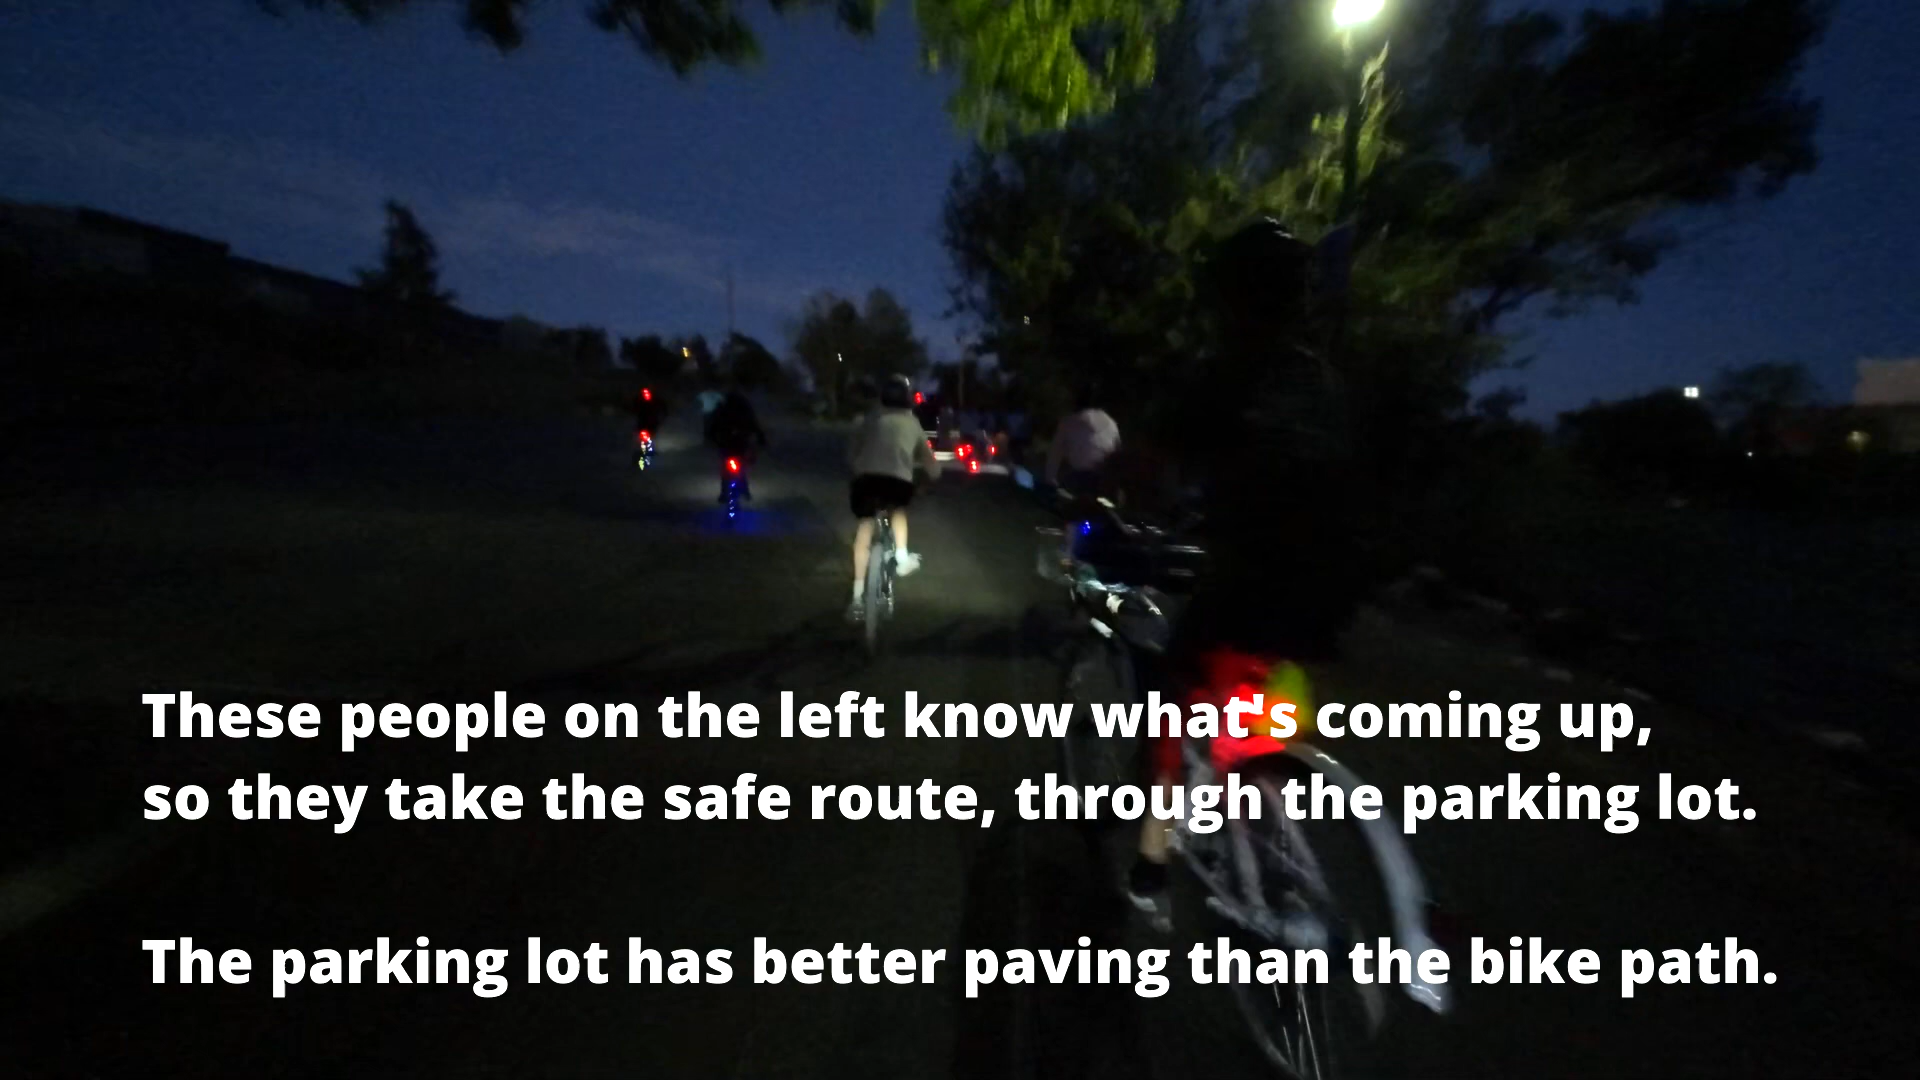 These people on the left know what's coming up,
so they take the safe route, through the parking lot.
The parking lot has better paving than the bike path.